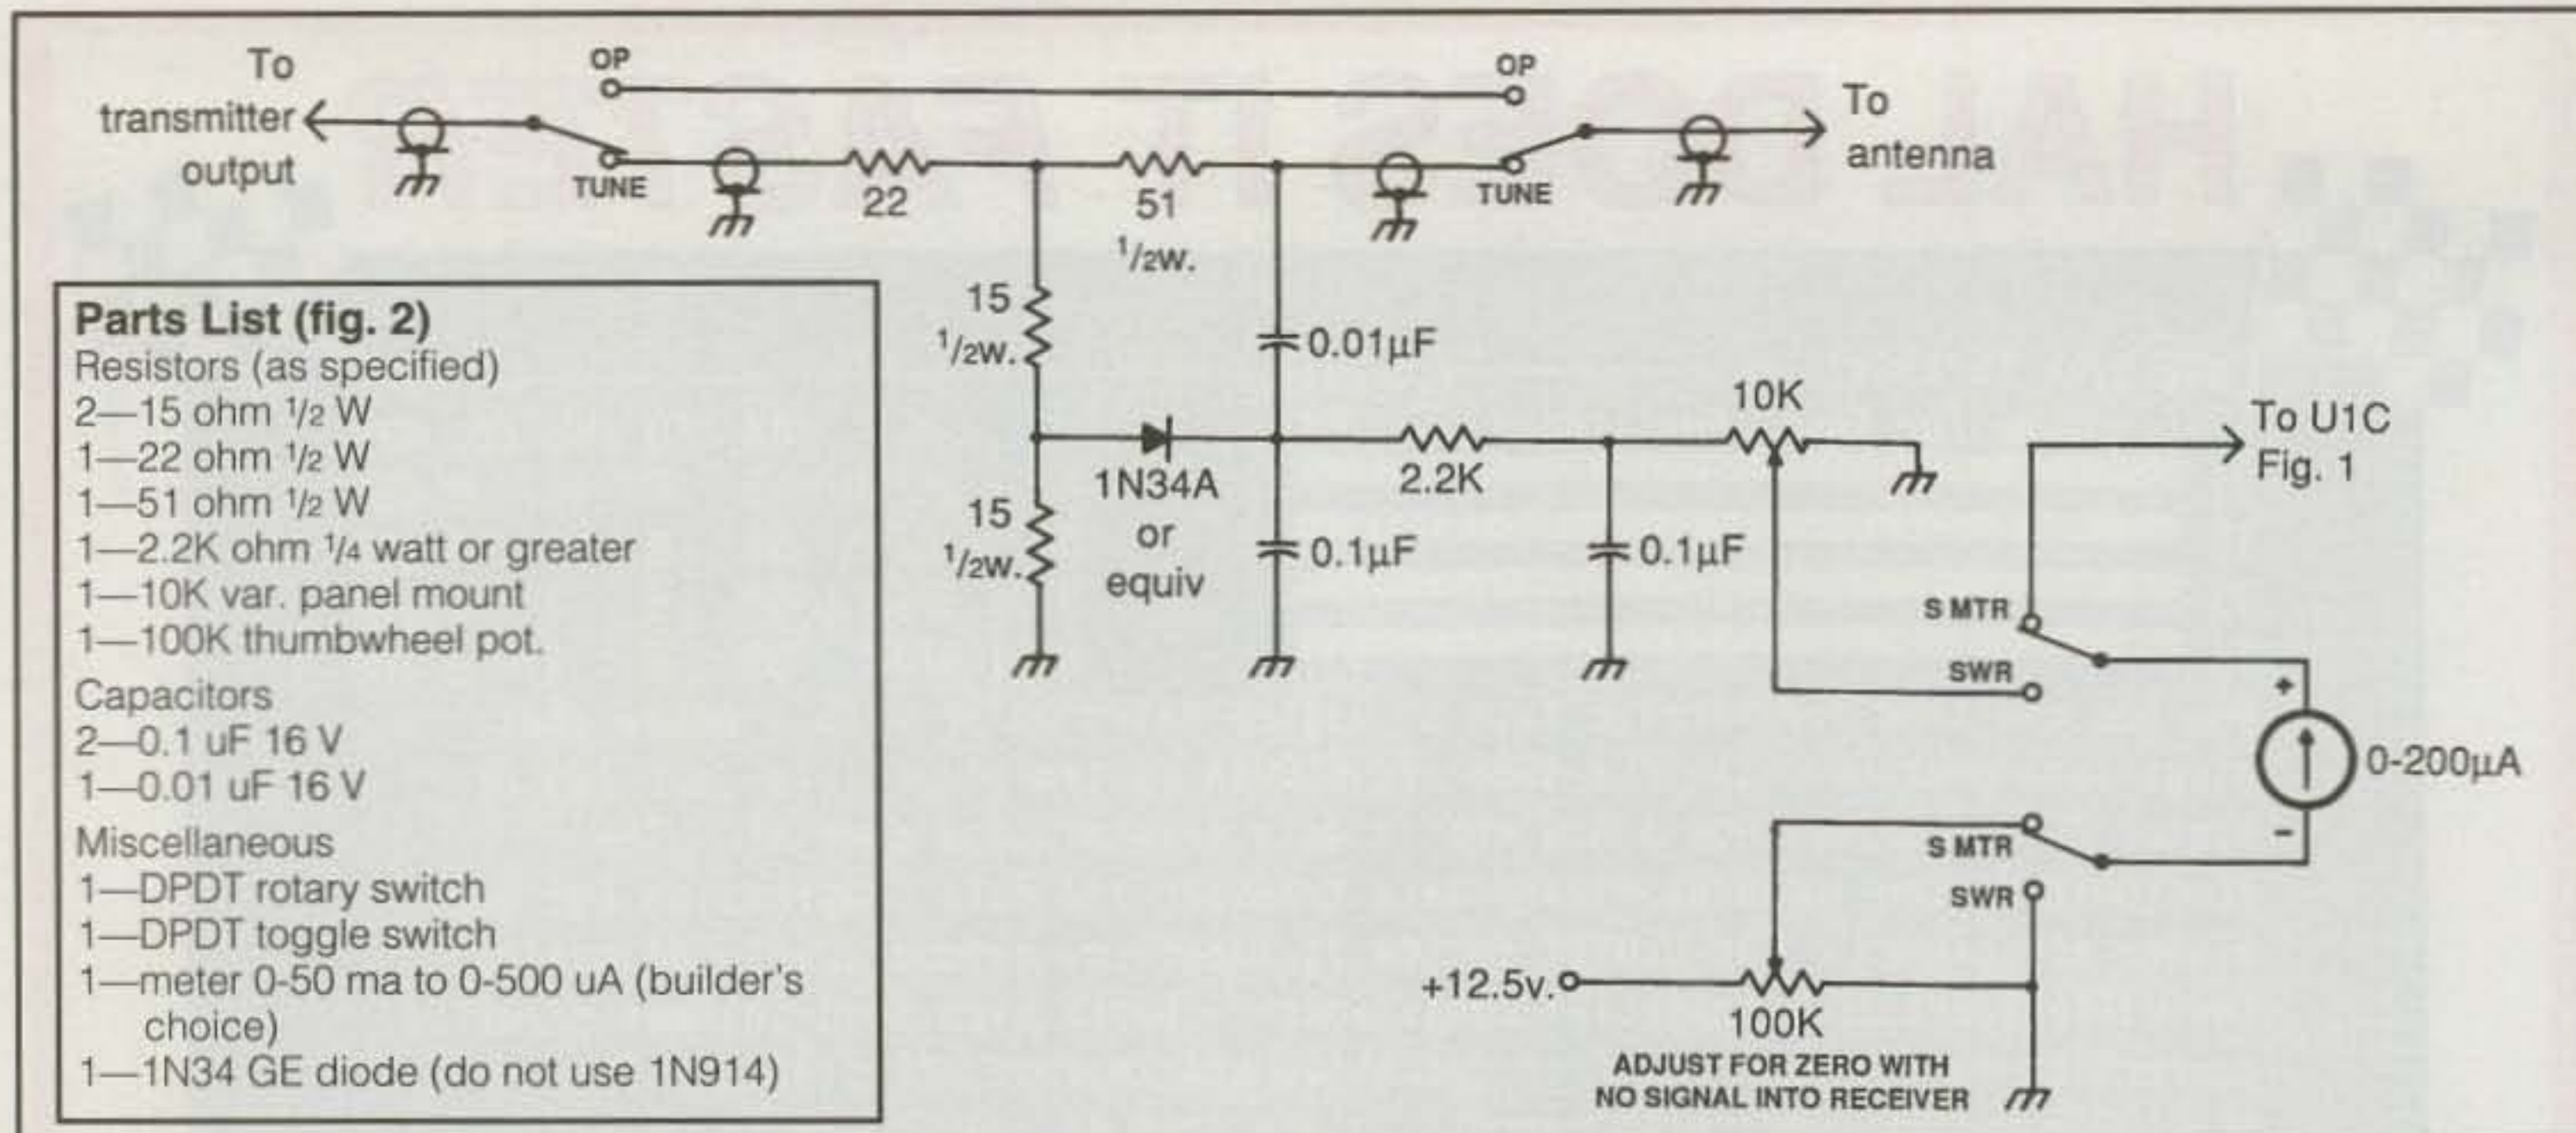 To
transmitter
output
OP
TUNE
22
51
1/2W.
OP
TUNE
To
antenna
15
1/2W.
0.01µF
1N34A
or
equiv
15
1/2W.
0.1µF
2.2K
0.1µF
10K
To U1C
Fig. 1
S MTR
SWR
+
0-200µA
-
S MTR
SWR
+12.5v.
100K
ADJUST FOR ZERO WITH
NO SIGNAL INTO RECEIVER
Parts List (fig. 2)
Resistors (as specified)
2—15 ohm 1/2 W
1—22 ohm 1/2 W
1—51 ohm 1/2 W
1—2.2K ohm 1/4 watt or greater
1—10K var. panel mount
1—100K thumbwheel pot.
Capacitors
2—0.1 uF 16 V
1—0.01 uF 16 V
Miscellaneous
1—DPDT rotary switch
1—DPDT toggle switch
1—meter 0-50 ma to 0-500 uA (builder's
choice)
1—1N34 GE diode (do not use 1N914)